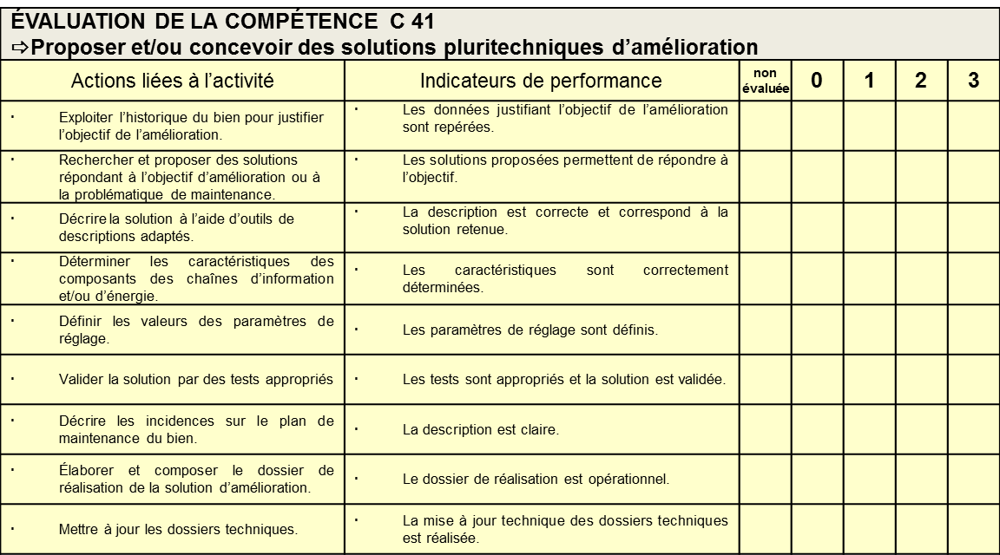 ÉVALUATION DE LA COMPÉTENCE C 41
⇨Proposer et/ou concevoir des solutions pluritechniques d’amélioration
Actions liées à l’activité
Indicateurs de performance
non
évaluée
0
1
2
3
· Exploiter l’historique du bien pour justifier
l’objectif de l’amélioration.
· Les données justifiant l’objectif de l’amélioration
sont repérées.
· Rechercher et proposer des solutions
répondant à l’objectif d’amélioration ou à
la problématique de maintenance.
· Les solutions proposées permettent de répondre à
l’objectif.
· Décrire la solution à l’aide d’outils de
descriptions adaptés.
· La description est correcte et correspond à la
solution retenue.
· Déterminer les caractéristiques des
composants des chaînes d’information
et/ou d’énergie.
· Les caractéristiques sont correctement
déterminées.
· Définir les valeurs des paramètres de
réglage.
· Les paramètres de réglage sont définis.
· Valider la solution par des tests appropriés
· Les tests sont appropriés et la solution est validée.
· Décrire les incidences sur le plan de
maintenance du bien.
· La description est claire.
· Élaborer et composer le dossier de
réalisation de la solution d’amélioration.
· Le dossier de réalisation est opérationnel.
· Mettre à jour les dossiers techniques.
· La mise à jour technique des dossiers techniques
est réalisée.